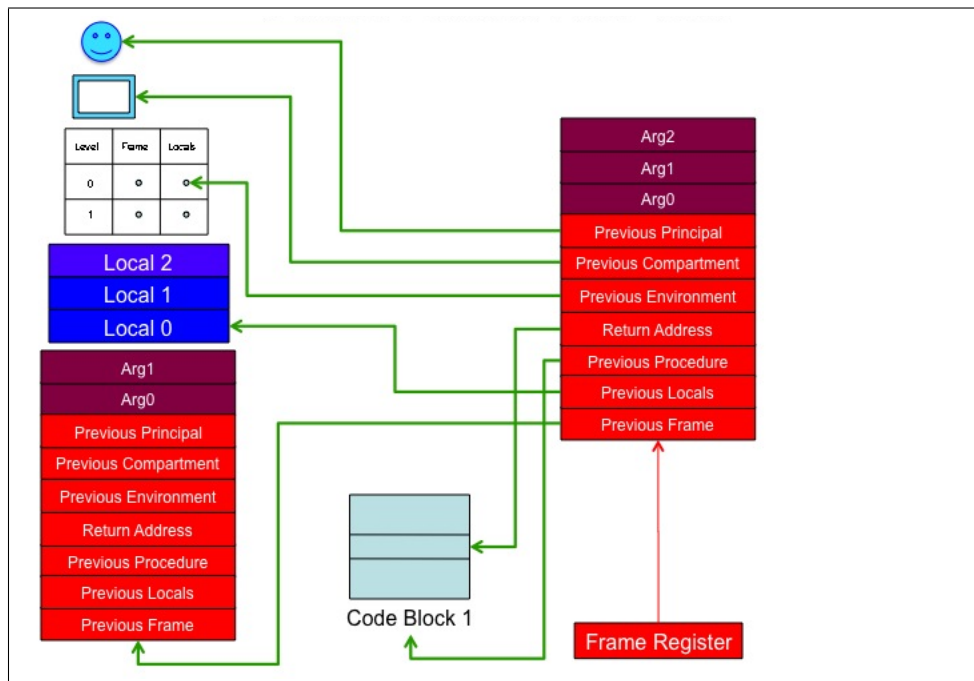 Level Frame Locals
0
1
Local 2
Local 1
Local 0
Arg1
Arg0
Previous Principal
Previous Compartment
Previous Environment
Return Address
Previous Procedure
Previous Locals
Previous Frame
Code Block 1
Arg2
Arg1
Arg0
Previous Principal
Previous Compartment
Previous Environment
Return Address
Previous Procedure
Previous Locals
Previous Frame
Frame Register